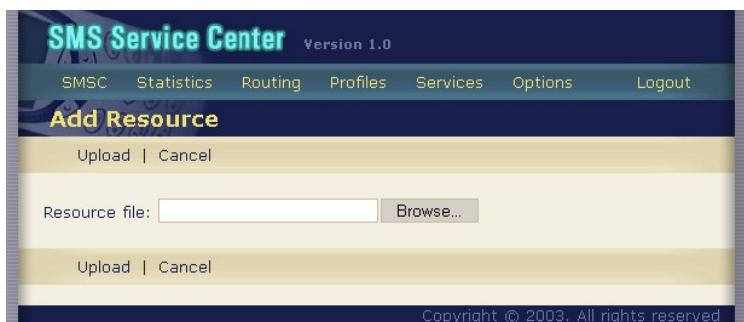 SMS Service Center Version 1.0
SMSC Statistics Routing Profiles Services Options Logout
Add Resource
Upload | Cancel
Resource file: Browse...
Upload | Cancel
Copyright © 2003. All rights reserved